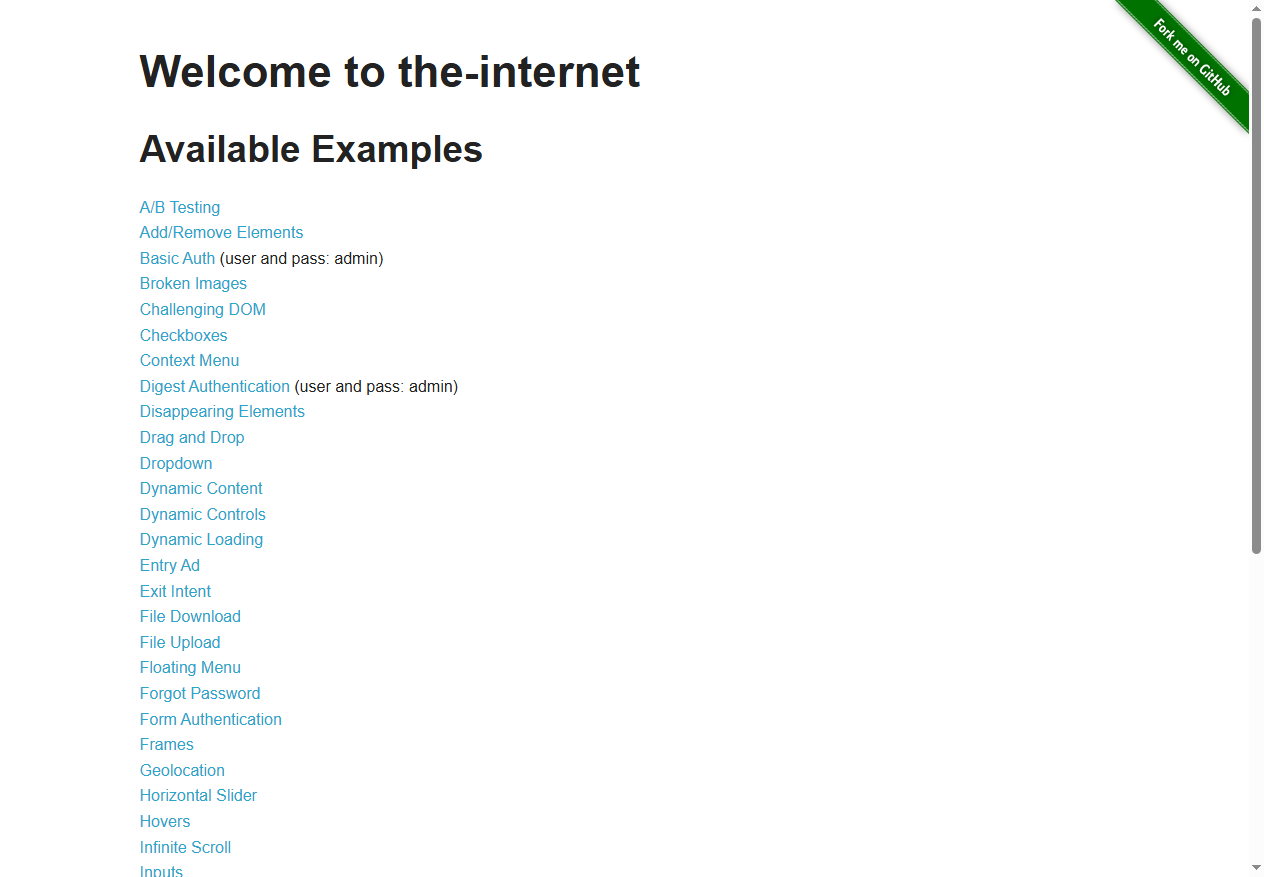 Fork me on GitHub
Welcome to the-internet
Available Examples
A/B Testing
Add/Remove Elements
Basic Auth (user and pass: admin)
Broken Images
Challenging DOM
Checkboxes
Context Menu
Digest Authentication (user and pass: admin)
Disappearing Elements
Drag and Drop
Dropdown
Dynamic Content
Dynamic Controls
Dynamic Loading
Entry Ad
Exit Intent
File Download
File Upload
Floating Menu
Forgot Password
Form Authentication
Frames
Geolocation
Horizontal Slider
Hovers
Infinite Scroll
Inputs